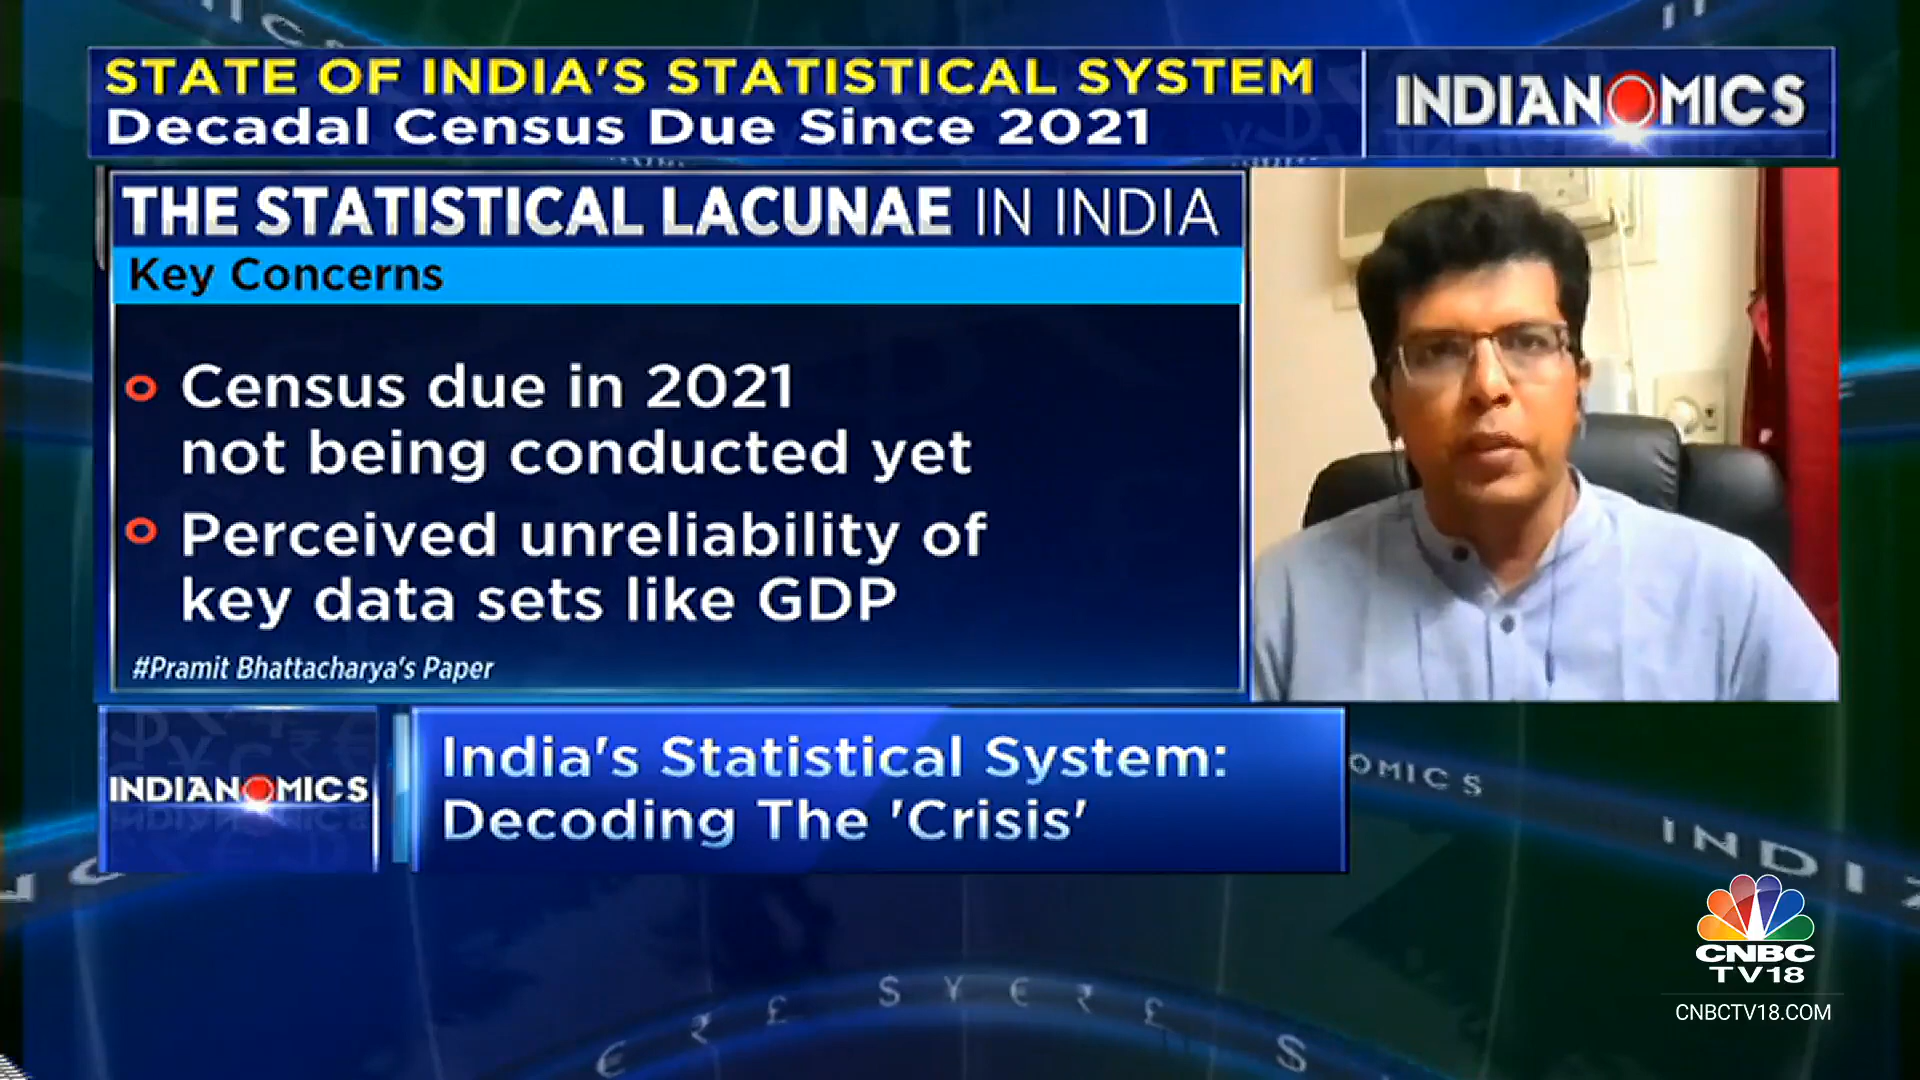 STATE OF INDIA'S STATISTICAL SYSTEM
Decadal Census Due Since 2021
INDIANOMICS
THE STATISTICAL LACUNAE IN INDIA
Key Concerns
Census due in 2021
not being conducted yet
Perceived unreliability of
key data sets like GDP
#Pramit Bhattacharya's Paper
INDIANOMICS
India's Statistical System:
Decoding The 'Crisis'
OMICS
INDI
CNBC
TV18
CNBCTV18.COM
€ ₹ £ $ ¥ € ₹ £ $